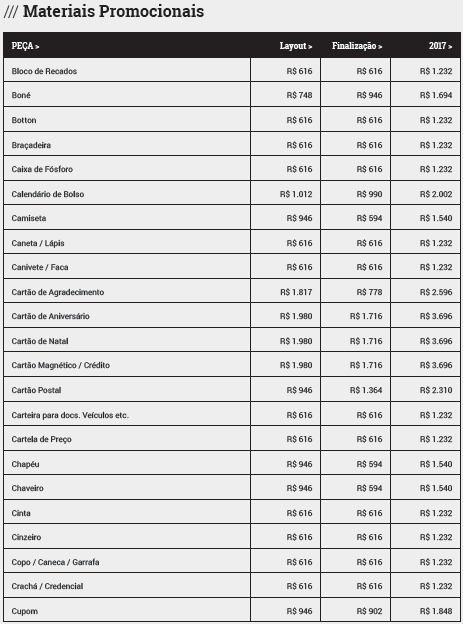 /// Materiais Promocionais
PEÇA > Layout > Finalização > 2017 >
Bloco de Recados R$ 616 R$ 616 R$ 1.232
Boné R$ 748 R$ 946 R$ 1.694
Botton R$ 616 R$ 616 R$ 1.232
Braçadeira R$ 616 R$ 616 R$ 1.232
Caixa de Fósforo R$ 616 R$ 616 R$ 1.232
Calendário de Bolso R$ 1.012 R$ 990 R$ 2.002
Camiseta R$ 946 R$ 594 R$ 1.540
Caneta / Lápis R$ 616 R$ 616 R$ 1.232
Canivete / Faca R$ 616 R$ 616 R$ 1.232
Cartão de Agradecimento R$ 1.817 R$ 778 R$ 2.596
Cartão de Aniversário R$ 1.980 R$ 1.716 R$ 3.696
Cartão de Natal R$ 1.980 R$ 1.716 R$ 3.696
Cartão Magnético / Crédito R$ 1.980 R$ 1.716 R$ 3.696
Cartão Postal R$ 946 R$ 1.364 R$ 2.310
Carteira para docs. Veículos etc. R$ 616 R$ 616 R$ 1.232
Cartela de Preço R$ 616 R$ 616 R$ 1.232
Chapéu R$ 946 R$ 594 R$ 1.540
Chaveiro R$ 946 R$ 594 R$ 1.540
Cinta R$ 616 R$ 616 R$ 1.232
Cinzeiro R$ 616 R$ 616 R$ 1.232
Copo / Caneca / Garrafa R$ 616 R$ 616 R$ 1.232
Crachá / Credencial R$ 616 R$ 616 R$ 1.232
Cupom R$ 946 R$ 902 R$ 1.848